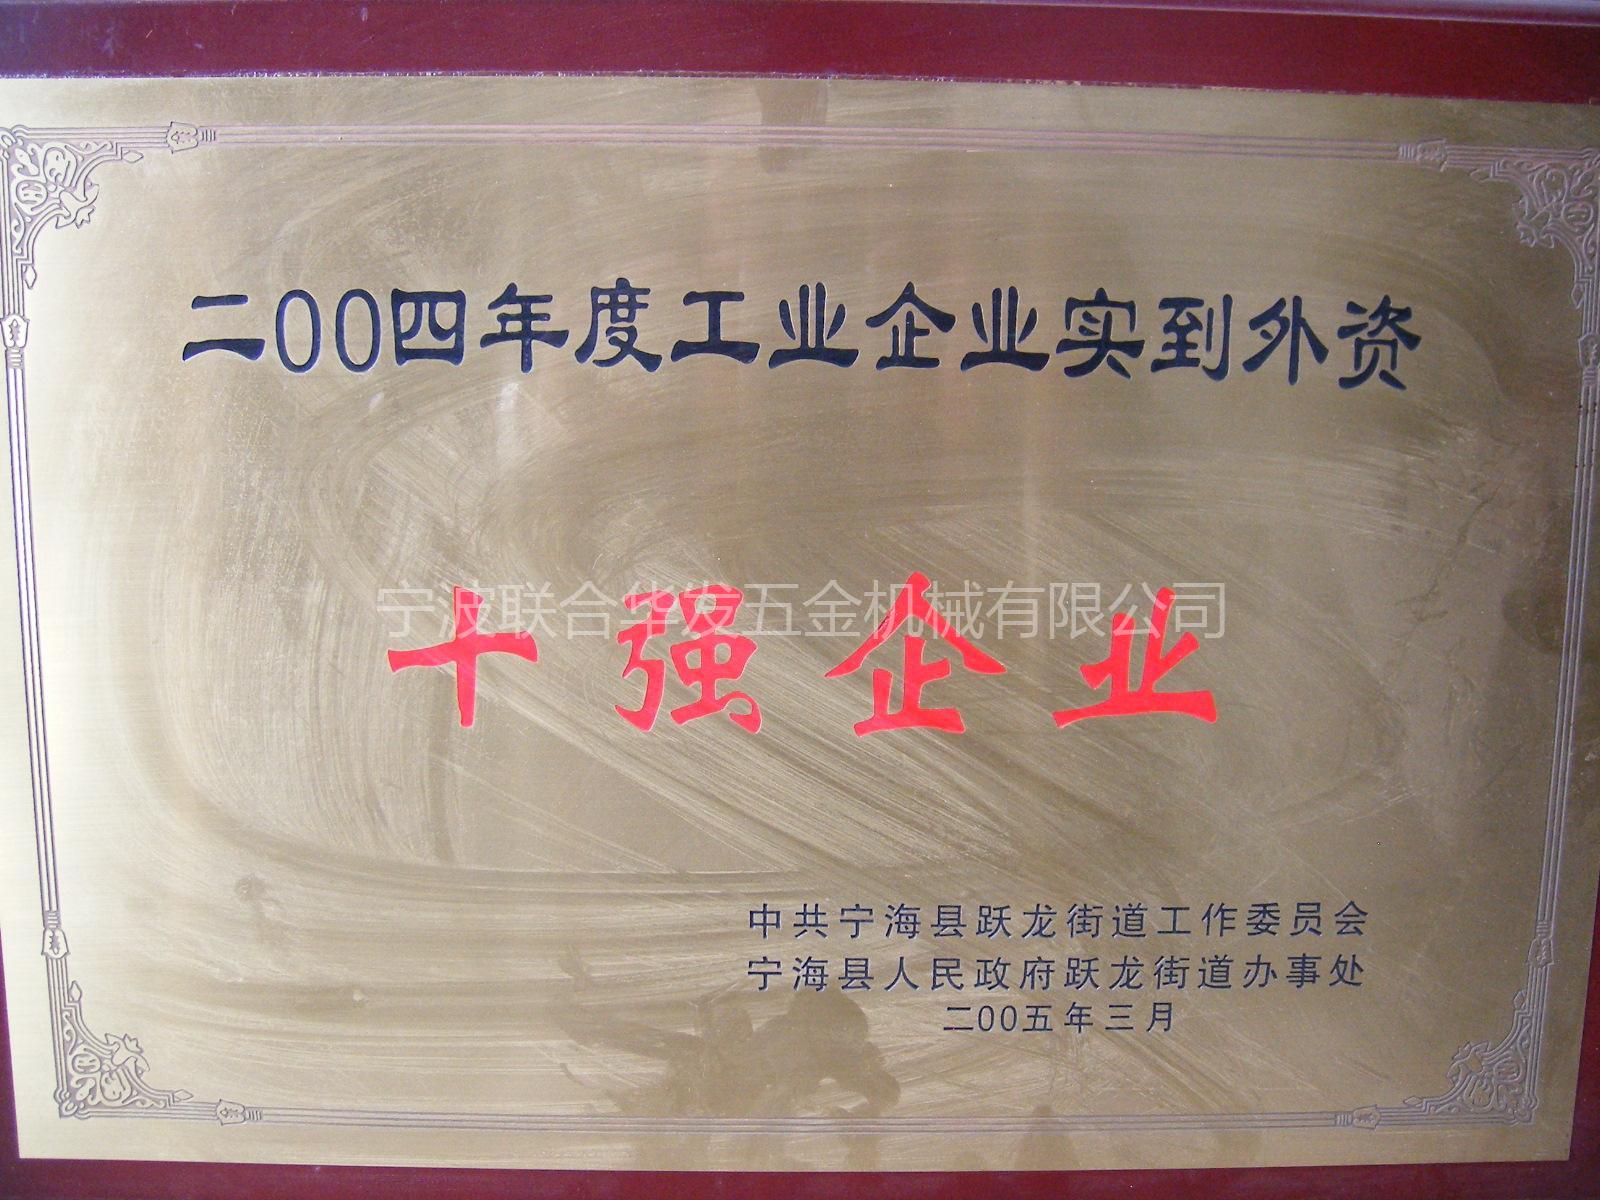 二00四年度工业企业实到外资
宁波联合华发五金机械有限公司
十强企业
中共宁海县跃龙街道工作委员会
宁海县人民政府跃龙街道办事处
二00五年三月